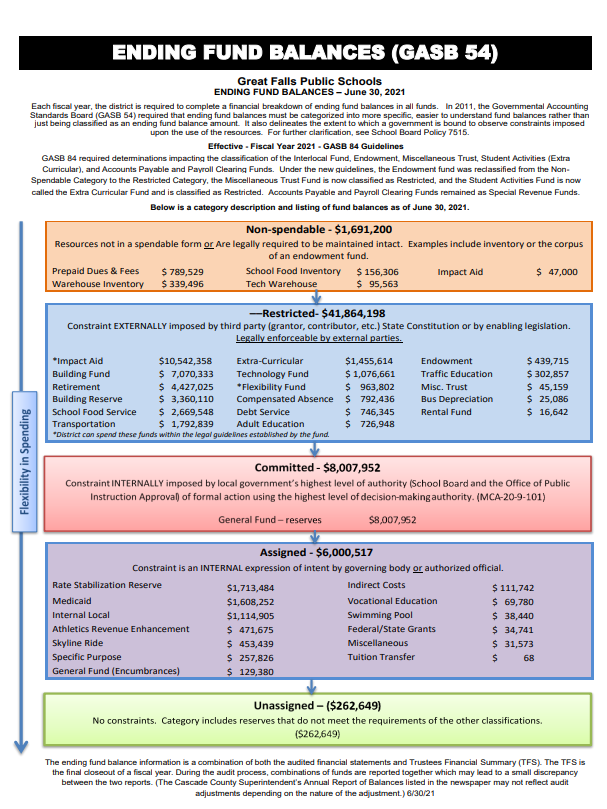 ENDING FUND BALANCES (GASB 54)
Great Falls Public Schools
ENDING FUND BALANCES – June 30, 2021
Each fiscal year, the district is required to complete a financial breakdown of ending fund balances in all funds. In 2011, the Governmental Accounting
Standards Board (GASB 54) required that ending fund balances must be categorized into more specific, easier to understand fund balances rather than
just being classified as an ending fund balance amount. It also delineates the extent to which a government is bound to observe constraints imposed
upon the use of the resources. For further clarification, see School Board Policy 7515.
Effective - Fiscal Year 2021 - GASB 84 Guidelines
GASB 84 required determinations impacting the classification of the Interlocal Fund, Endowment, Miscellaneous Trust, Student Activities (Extra
Curricular), and Accounts Payable and Payroll Clearing Funds. Under the new guidelines, the Endowment fund was reclassified from the Non-
Spendable Category to the Restricted Category, the Miscellaneous Trust Fund is now classified as Restricted, and the Student Activities Fund is now
called the Extra Curricular Fund and is classified as Restricted. Accounts Payable and Payroll Clearing Funds remained as Special Revenue Funds.
Below is a category description and listing of fund balances as of June 30, 2021.
Flexibility in Spending
Non-spendable - $1,691,200
Resources not in a spendable form or Are legally required to be maintained intact. Examples include inventory or the corpus
of an endowment fund.
Prepaid Dues & Fees $ 789,529 School Food Inventory $ 156,306 Impact Aid $ 47,000
Warehouse Inventory $ 339,496 Tech Warehouse $ 95,563
—Restricted- $41,864,198
Constraint EXTERNALLY imposed by third party (grantor, contributor, etc.) State Constitution or by enabling legislation.
Legally enforceable by external parties.
*Impact Aid $10,542,358 Extra-Curricular $1,455,614 Endowment $ 439,715
Building Fund $ 7,070,333 Technology Fund $ 1,076,661 Traffic Education $ 302,857
Retirement $ 4,427,025 *Flexibility Fund $ 963,802 Misc. Trust $ 45,159
Building Reserve $ 3,360,110 Compensated Absence $ 792,436 Bus Depreciation $ 25,086
School Food Service $ 2,669,548 Debt Service $ 746,345 Rental Fund $ 16,642
Transportation $ 1,792,839 Adult Education $ 726,948
*District can spend these funds within the legal guidelines established by the fund.
Committed - $8,007,952
Constraint INTERNALLY imposed by local government's highest level of authority (School Board and the Office of Public
Instruction Approval) of formal action using the highest level of decision-making authority. (MCA-20-9-101)
General Fund – reserves $8,007,952
Assigned - $6,000,517
Constraint is an INTERNAL expression of intent by governing body or authorized official.
Rate Stabilization Reserve $1,713,484 Indirect Costs $ 111,742
Medicaid $1,608,252 Vocational Education $ 69,780
Internal Local $1,114,905 Swimming Pool $ 38,440
Athletics Revenue Enhancement $ 471,675 Federal/State Grants $ 34,741
Skyline Ride $ 453,439 Miscellaneous $ 31,573
Specific Purpose $ 257,826 Tuition Transfer $ 68
General Fund (Encumbrances) $ 129,380
Unassigned – ($262,649)
No constraints. Category includes reserves that do not meet the requirements of the other classifications.
($262,649)
The ending fund balance information is a combination of both the audited financial statements and Trustees Financial Summary (TFS). The TFS is
the final closeout of a fiscal year. During the audit process, combinations of funds are reported together which may lead to a small discrepancy
between the two reports. (The Cascade County Superintendent's Annual Report of Balances listed in the newspaper may not reflect audit
adjustments depending on the nature of the adjustment.) 6/30/21